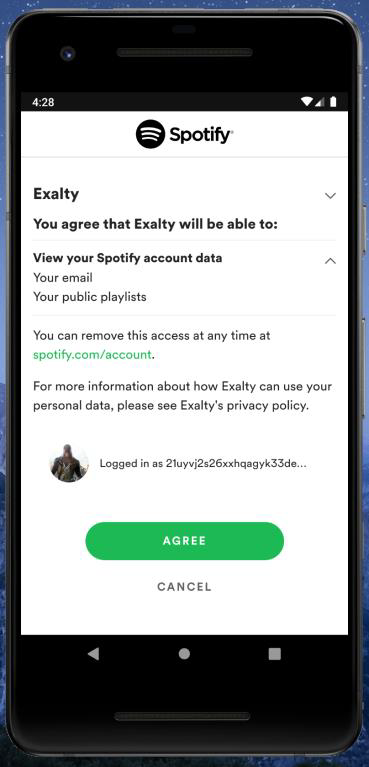 4:28
Spotify
Exalty
You agree that Exalty will be able to:
View your Spotify account data
Your email
Your public playlists
You can remove this access at any time at
spotify.com/account.
For more information about how Exalty can use your
personal data, please see Exalty's privacy policy.
Logged in as 21uyvj2s26xxhqagyk33de...
AGREE
CANCEL